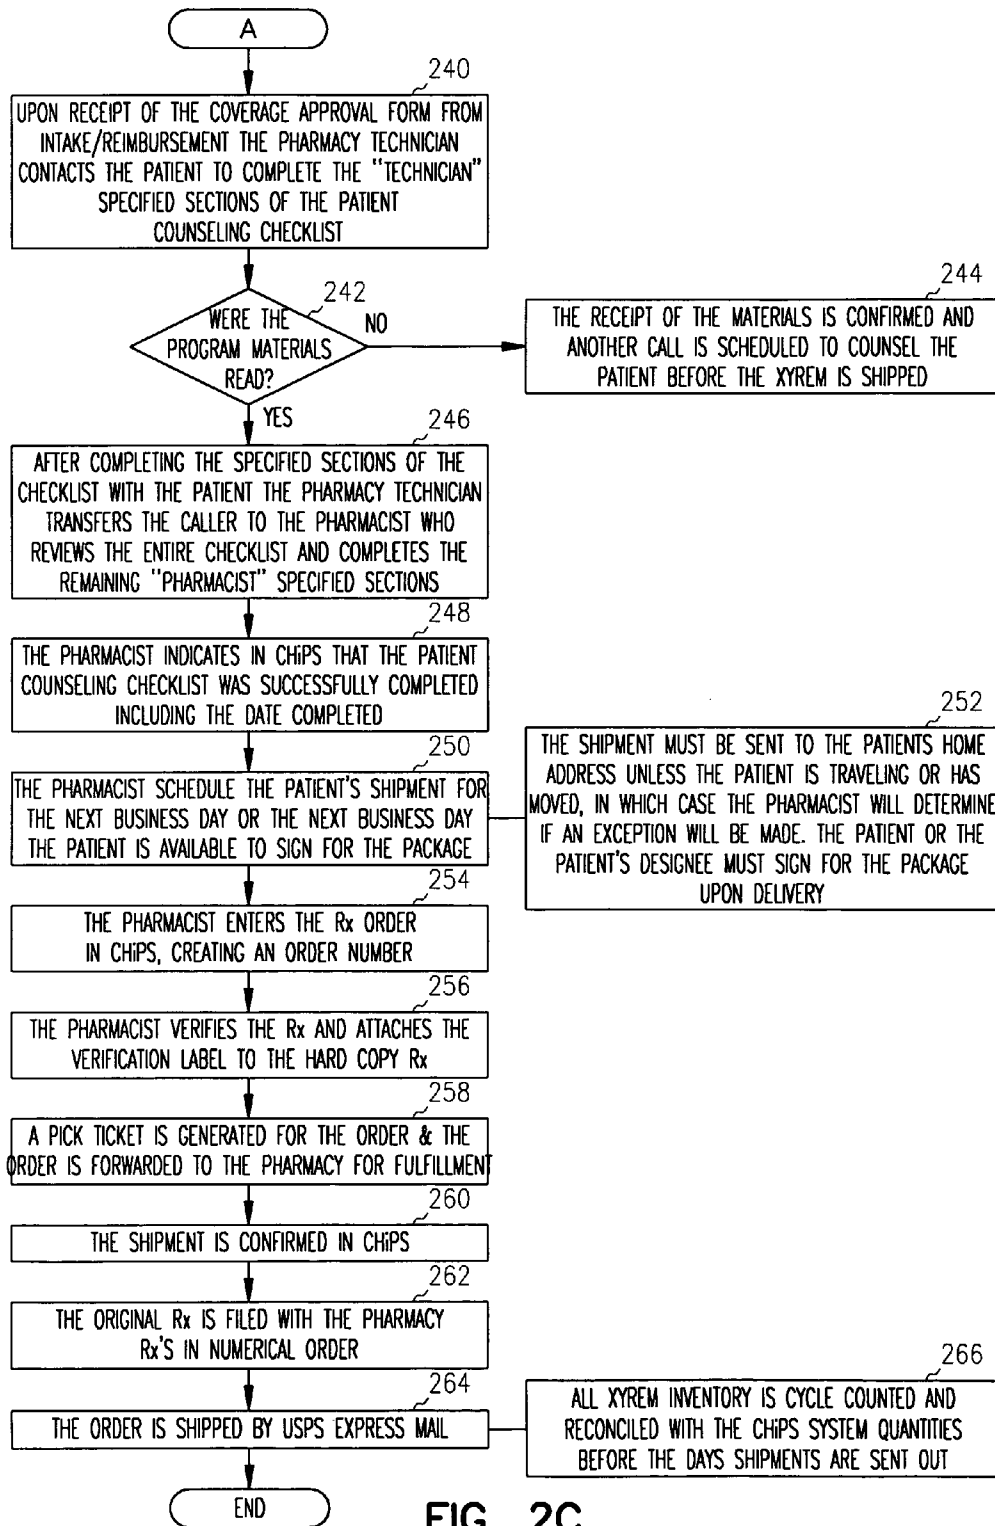 A
240
UPON RECEIPT OF THE COVERAGE APPROVAL FORM FROM
INTAKE/REIMBURSEMENT THE PHARMACY TECHNICIAN
CONTACTS THE PATIENT TO COMPLETE THE "TECHNICIAN"
SPECIFIED SECTIONS OF THE PATIENT
COUNSELING CHECKLIST
242
WERE THE
PROGRAM MATERIALS
READ?
NO
244
THE RECEIPT OF THE MATERIALS IS CONFIRMED AND
ANOTHER CALL IS SCHEDULED TO COUNSEL THE
PATIENT BEFORE THE XYREM IS SHIPPED
YES
246
AFTER COMPLETING THE SPECIFIED SECTIONS OF THE
CHECKLIST WITH THE PATIENT THE PHARMACY TECHNICIAN
TRANSFERS THE CALLER TO THE PHARMACIST WHO
REVIEWS THE ENTIRE CHECKLIST AND COMPLETES THE
REMAINING "PHARMACIST" SPECIFIED SECTIONS
248
THE PHARMACIST INDICATES IN CHiPS THAT THE PATIENT
COUNSELING CHECKLIST WAS SUCCESSFULLY COMPLETED
INCLUDING THE DATE COMPLETED
250
THE PHARMACIST SCHEDULE THE PATIENT'S SHIPMENT FOR
THE NEXT BUSINESS DAY OR THE NEXT BUSINESS DAY
THE PATIENT IS AVAILABLE TO SIGN FOR THE PACKAGE
252
THE SHIPMENT MUST BE SENT TO THE PATIENTS HOME
ADDRESS UNLESS THE PATIENT IS TRAVELING OR HAS
MOVED, IN WHICH CASE THE PHARMACIST WILL DETERMINE
IF AN EXCEPTION WILL BE MADE. THE PATIENT OR THE
PATIENT'S DESIGNEE MUST SIGN FOR THE PACKAGE
UPON DELIVERY
254
THE PHARMACIST ENTERS THE Rx ORDER
IN CHiPS, CREATING AN ORDER NUMBER
256
THE PHARMACIST VERIFIES THE Rx AND ATTACHES THE
VERIFICATION LABEL TO THE HARD COPY Rx
258
A PICK TICKET IS GENERATED FOR THE ORDER & THE
ORDER IS FORWARDED TO THE PHARMACY FOR FULFILLMENT
260
THE SHIPMENT IS CONFIRMED IN CHiPS
262
THE ORIGINAL Rx IS FILED WITH THE PHARMACY
Rx'S IN NUMERICAL ORDER
264
THE ORDER IS SHIPPED BY USPS EXPRESS MAIL
266
ALL XYREM INVENTORY IS CYCLE COUNTED AND
RECONCILED WITH THE CHiPS SYSTEM QUANTITIES
BEFORE THE DAYS SHIPMENTS ARE SENT OUT
END
FIG. 2C